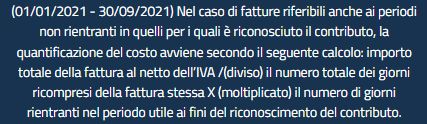 (01/01/2021 - 30/09/2021) Nel caso di fatture riferibili anche ai periodi
non rientranti in quelli per i quali è riconosciuto il contributo, la
quantificazione del costo avviene secondo il seguente calcolo: importo
totale della fattura al netto dell'IVA /(diviso) il numero totale dei giorni
ricompresi della fattura stessa X (moltiplicato) il numero di giorni
rientranti nel periodo utile ai fini del riconoscimento del contributo.